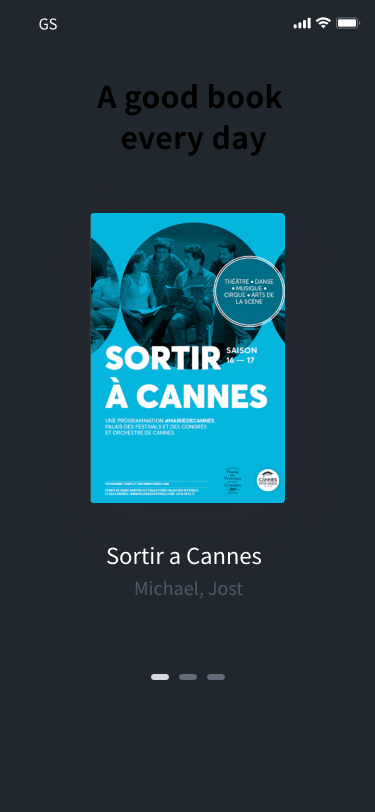 GS
A good book
every day
THÉÂTRE • DANSE
• MUSIQUE •
CIRQUE • ARTS DE
LA SCÈNE
SORTIR SAISON
16 — 17
À CANNES
UNE PROGRAMMATION #MAIRIEDECANNES,
PALAIS DES FESTIVALS ET DES CONGRÈS
ET ORCHESTRE DE CANNES.
CANNES
Sortir a Cannes
Michael, Jost